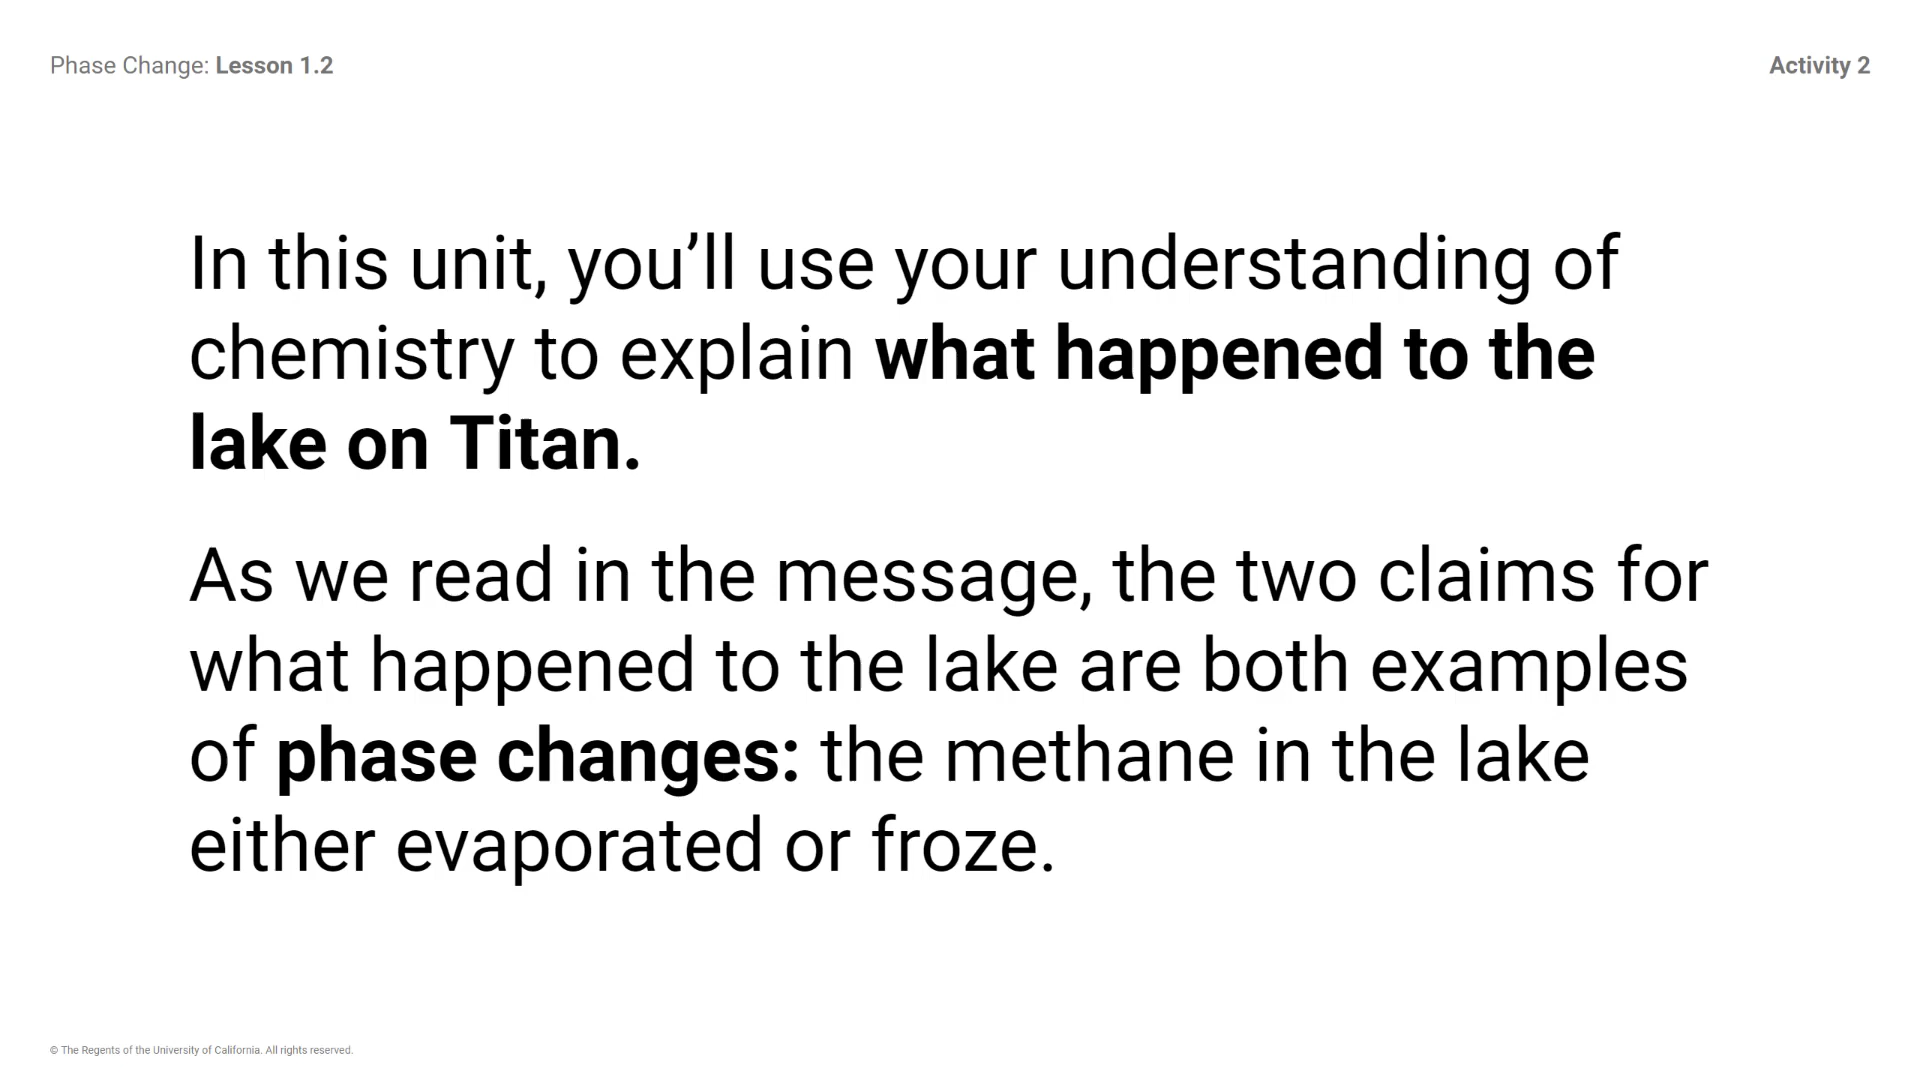 Phase Change: Lesson 1.2
Activity 2
In this unit, you’ll use your understanding of
chemistry to explain what happened to the
lake on Titan.
As we read in the message, the two claims for
what happened to the lake are both examples
of phase changes: the methane in the lake
either evaporated or froze.
© The Regents of the University of California. All rights reserved.